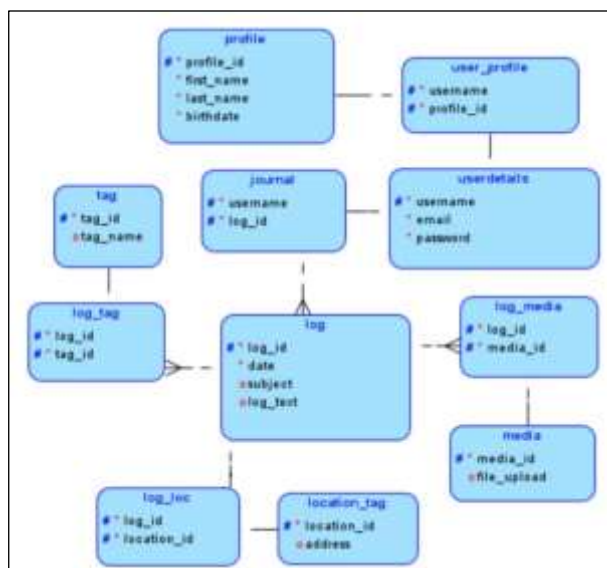 profile
# * profile_id
* first_name
* last_name
* birthdate
user_profile
# * username
# * profile_id
journal
# * username
# * log_id
userdetails
# * username
* email
* password
tag
# * tag_id
o tag_name
log_tag
# * log_id
# * tag_id
log
# * log_id
* date
o subject
o log_text
log_media
# * log_id
# * media_id
media
# * media_id
o file_upload
log_loc
# * log_id
# * location_id
location_tag
# * location_id
o address